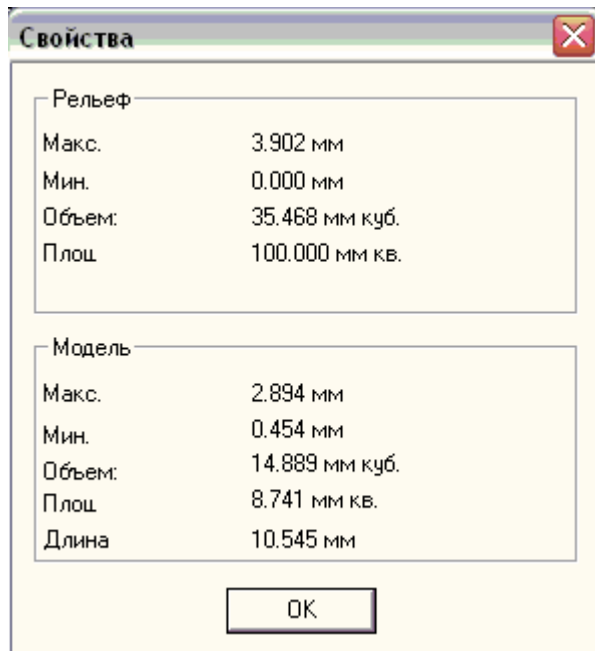 Свойства
Рельеф
Макс. 3.902 мм
Мин. 0.000 мм
Объем: 35.468 мм куб.
Площ 100.000 мм кв.
Модель
Макс. 2.894 мм
Мин. 0.454 мм
Объем: 14.889 мм куб.
Площ 8.741 мм кв.
Длина 10.545 мм
OK